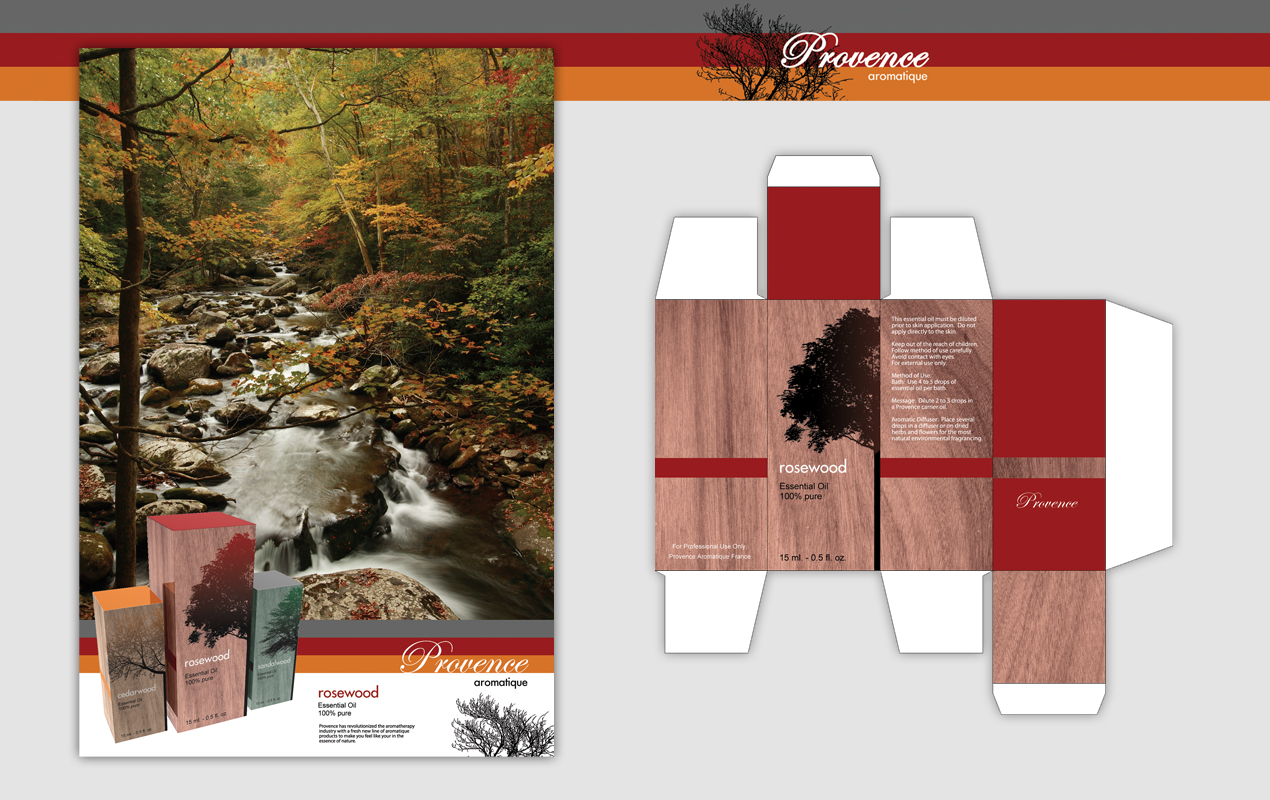 Provence
aromatique
cedarwood
Essential Oil
100% pure
15 ml. - 0.5 fl. oz.
rosewood
Essential Oil
100% pure
15 ml. - 0.5 fl. oz.
sandalwood
Essential Oil
100% pure
15 ml. - 0.5 fl. oz.
Provence
aromatique
rosewood
Essential Oil
100% pure
Provence has revolutionized the aromatherapy
industry with a fresh new line of aromatique
products to make you feel like your in the
essence of nature.
For Professional Use Only
Provence Aromatique France
rosewood
Essential Oil
100% pure
15 ml. - 0.5 fl. oz.
This essential oil must be diluted
prior to skin application. Do not
apply directly to the skin.
Keep out of the reach of children.
Follow method of use carefully.
Avoid contact with eyes.
For external use only.
Method of Use:
Bath: Use 4 to 5 drops of
essential oil per bath.
Message: Dilute 2 to 3 drops in
a Provence carrier oil.
Aromatic Diffuser: Place several
drops in a diffuser or on dried
herbs and flowers for the most
natural environmental fragrancing.
Provence